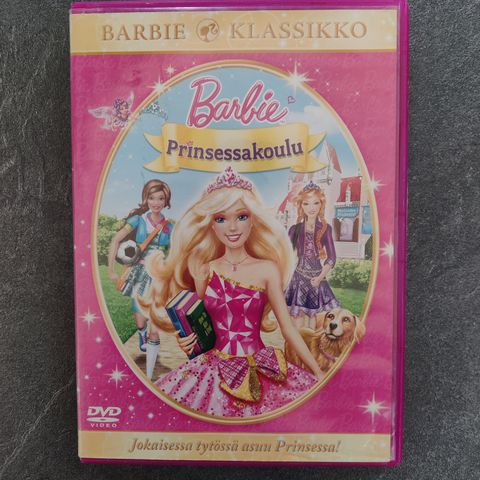 BARBIE KLASSIKKO
Barbie
Prinsessakoulu
DVD
VIDEO
Jokaisessa tytössä asuu Prinsessa!